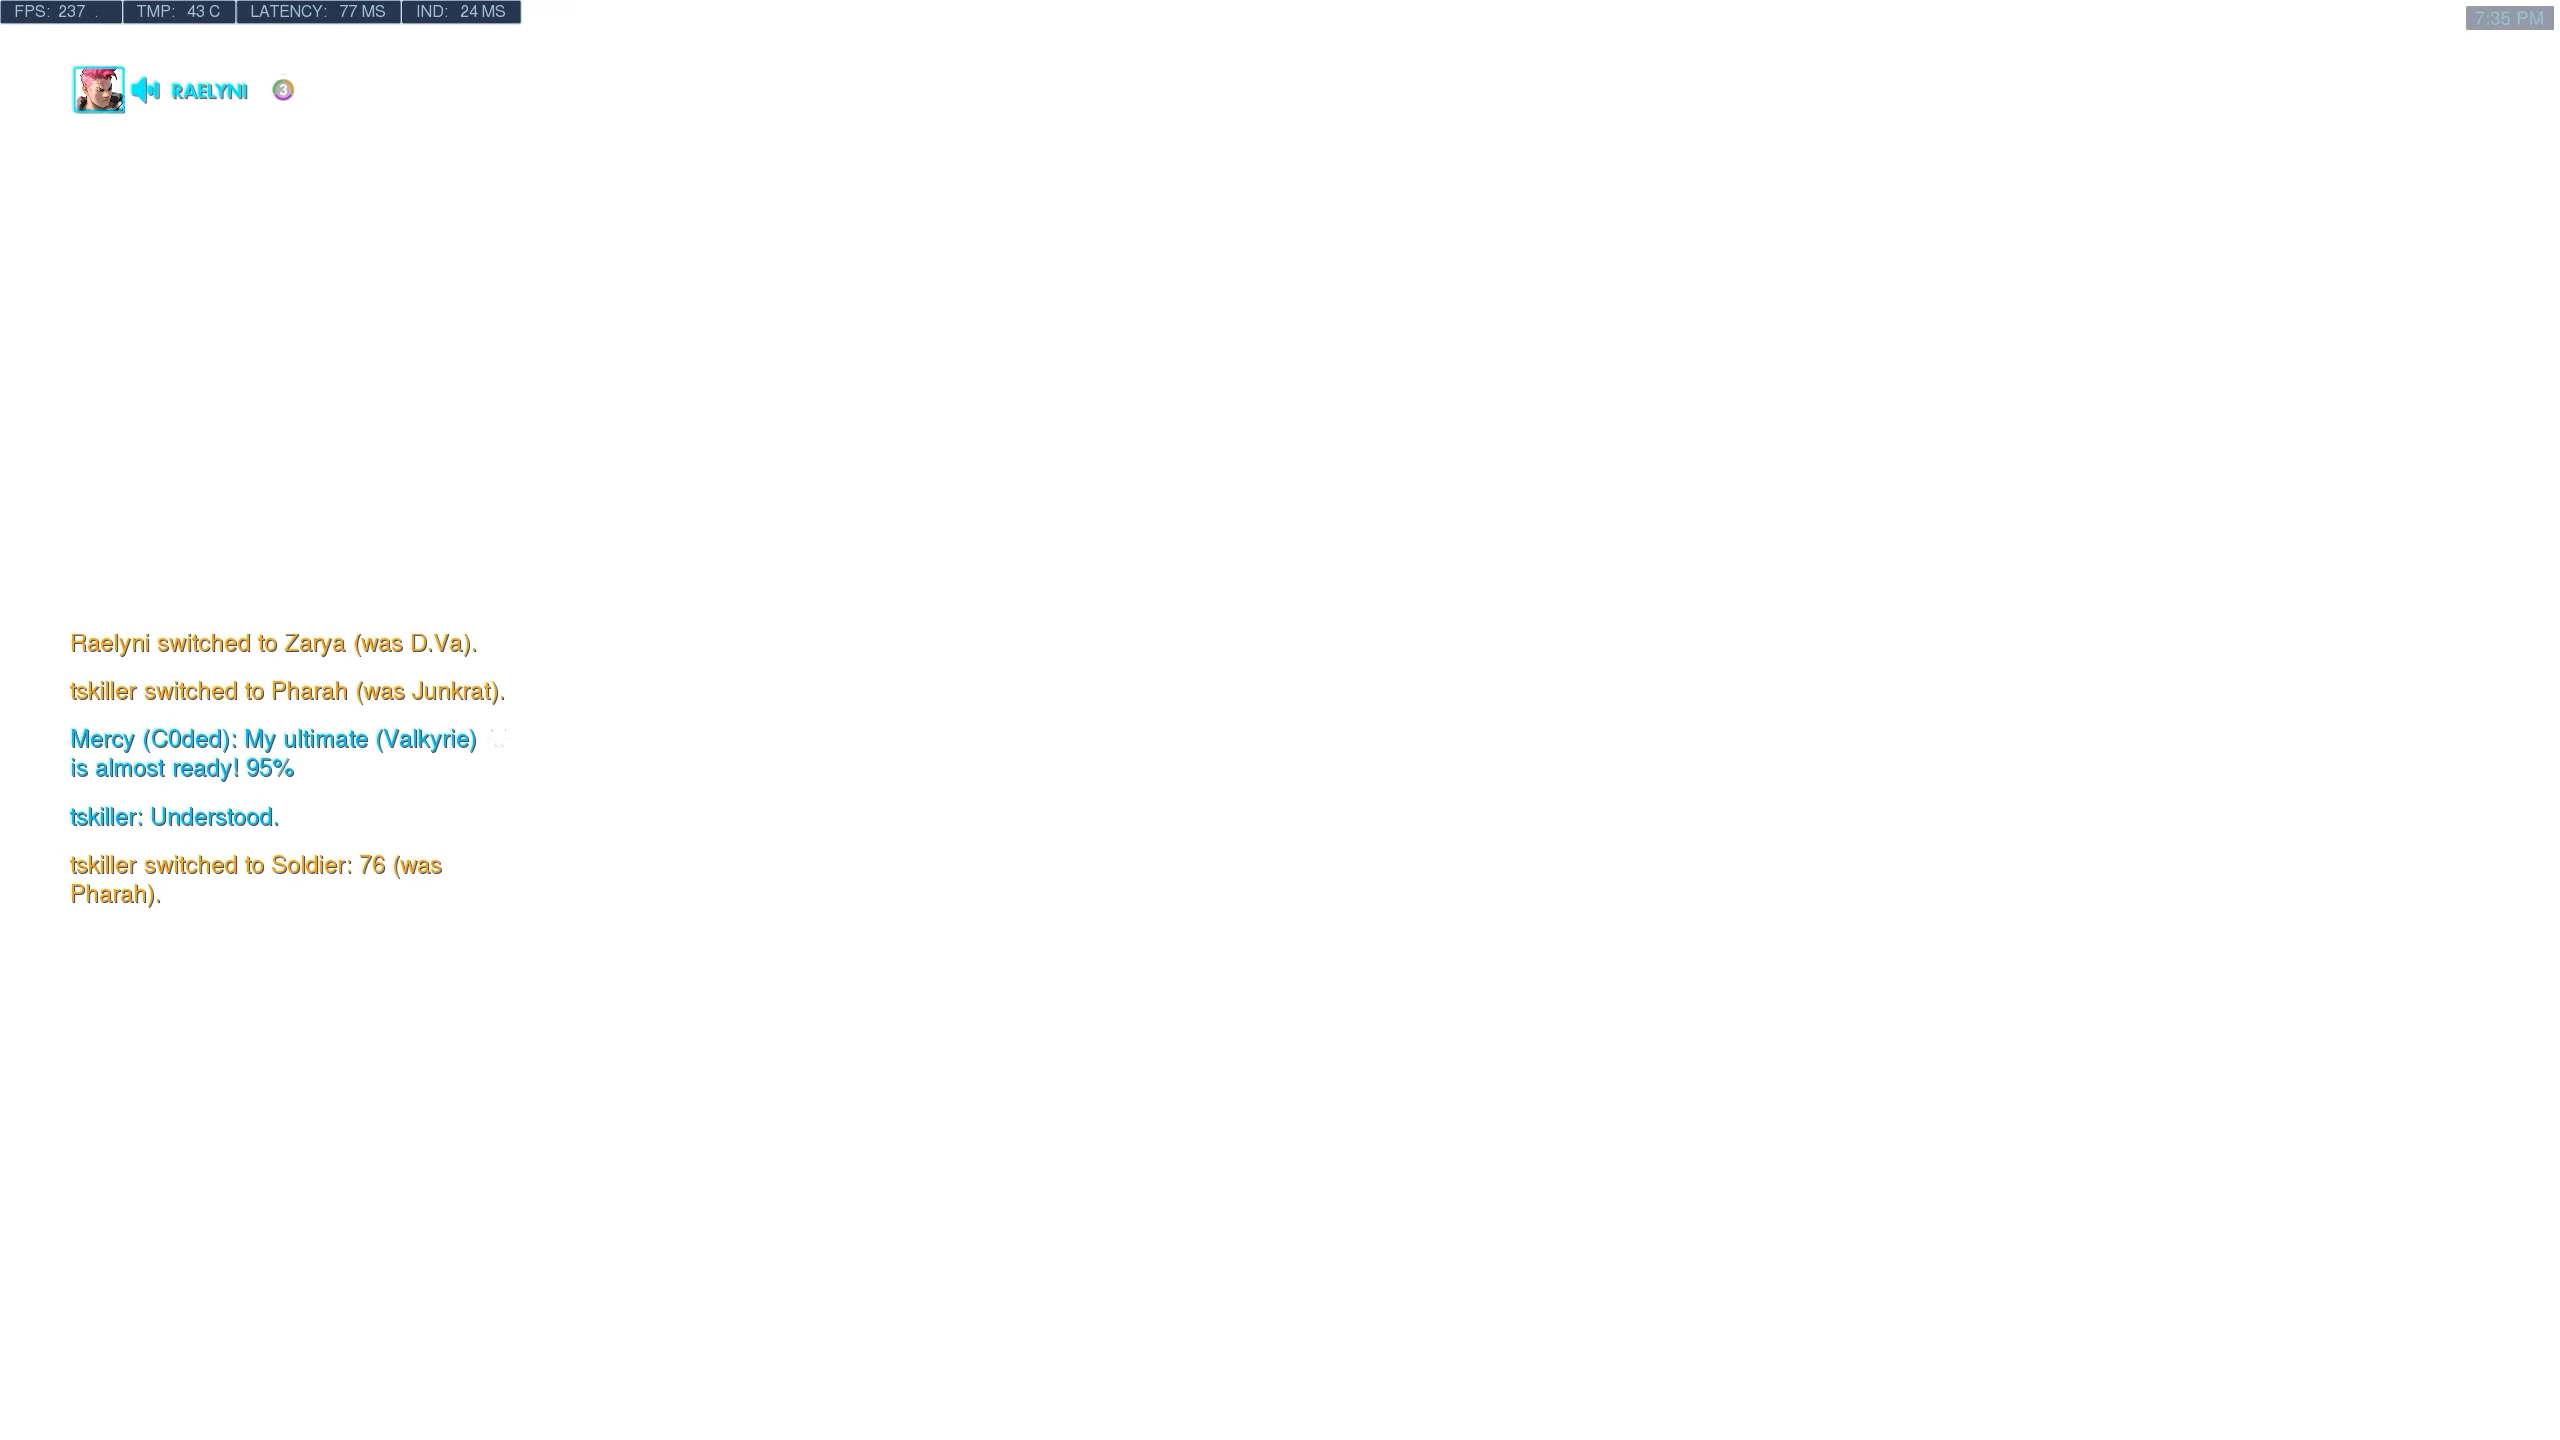 FPS: 237 . TMP: 43 C LATENCY: 77 MS IND: 24 MS
7:35 PM
RAELYNI 3
Raelyni switched to Zarya (was D.Va).
tskiller switched to Pharah (was Junkrat).
Mercy (C0ded): My ultimate (Valkyrie)
is almost ready! 95%
tskiller: Understood.
tskiller switched to Soldier: 76 (was
Pharah).